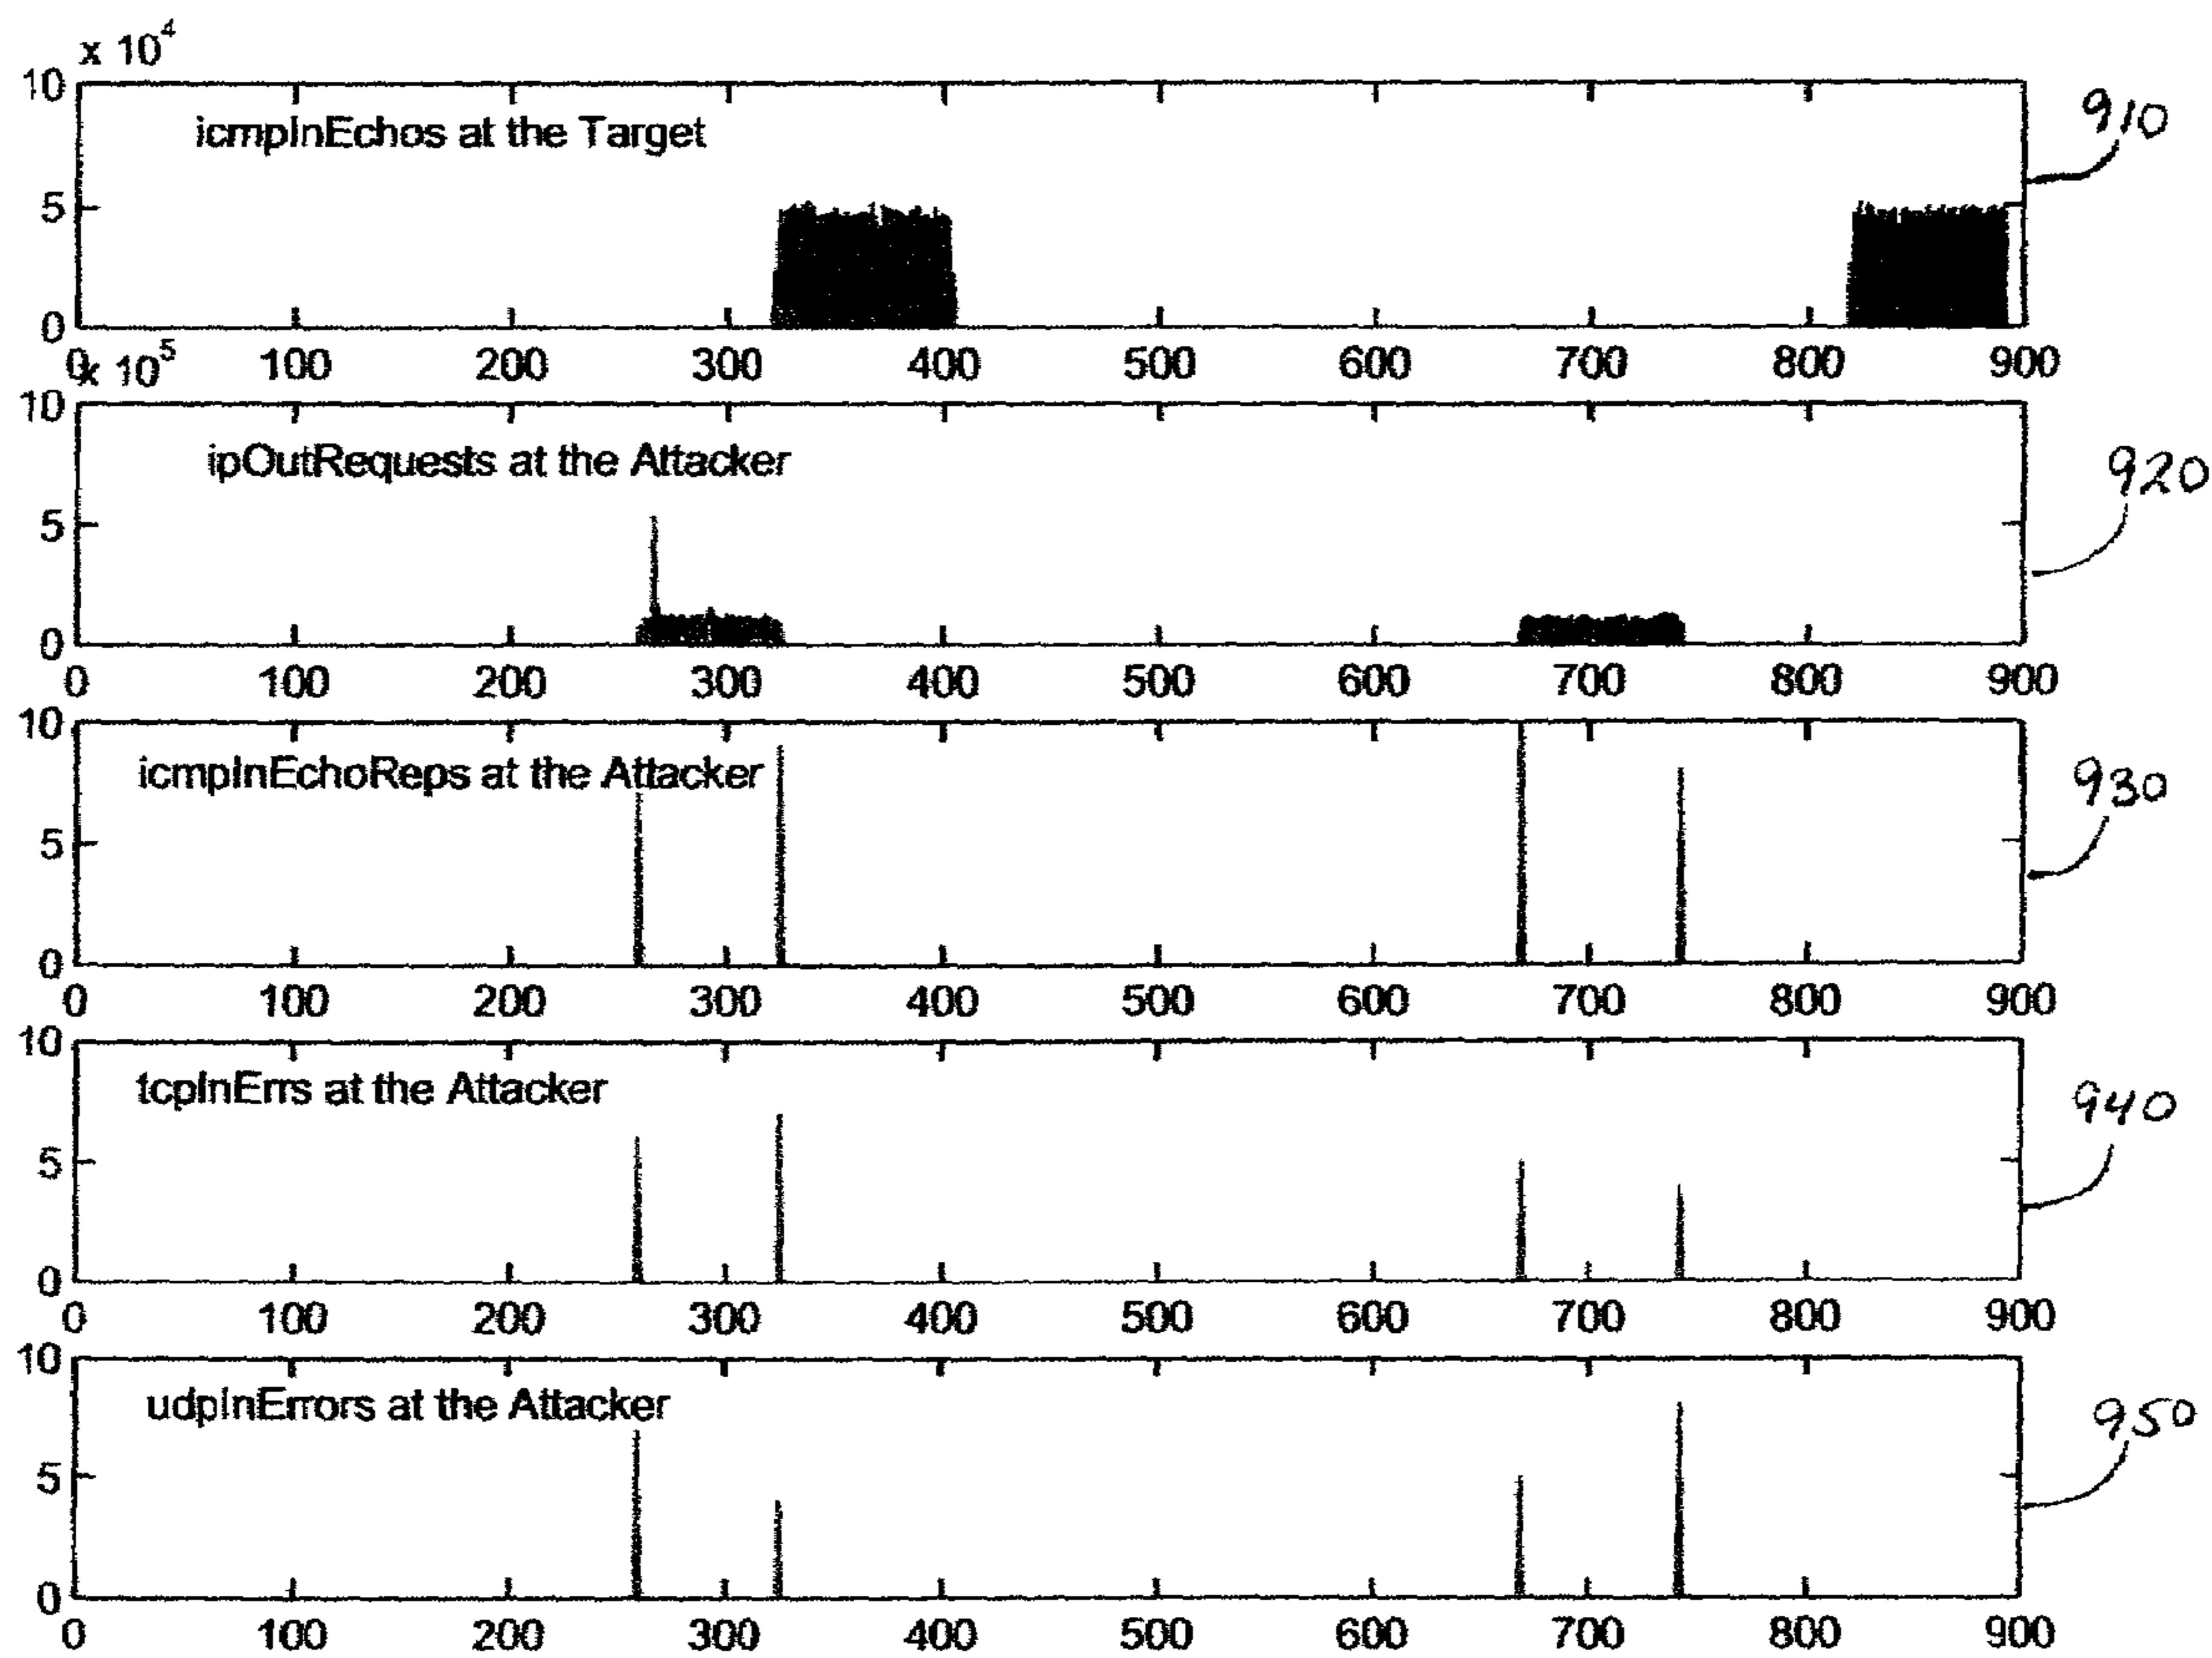 x 10^4
10
icmpInEchos at the Target
910
5
0
0 100 200 300 400 500 600 700 800 900
x 10^5
10
ipOutRequests at the Attacker
920
5
0
0 100 200 300 400 500 600 700 800 900
10
icmpInEchoReps at the Attacker
930
5
0
0 100 200 300 400 500 600 700 800 900
10
tcpInErrs at the Attacker
940
5
0
0 100 200 300 400 500 600 700 800 900
10
udpInErrors at the Attacker
950
5
0
0 100 200 300 400 500 600 700 800 900